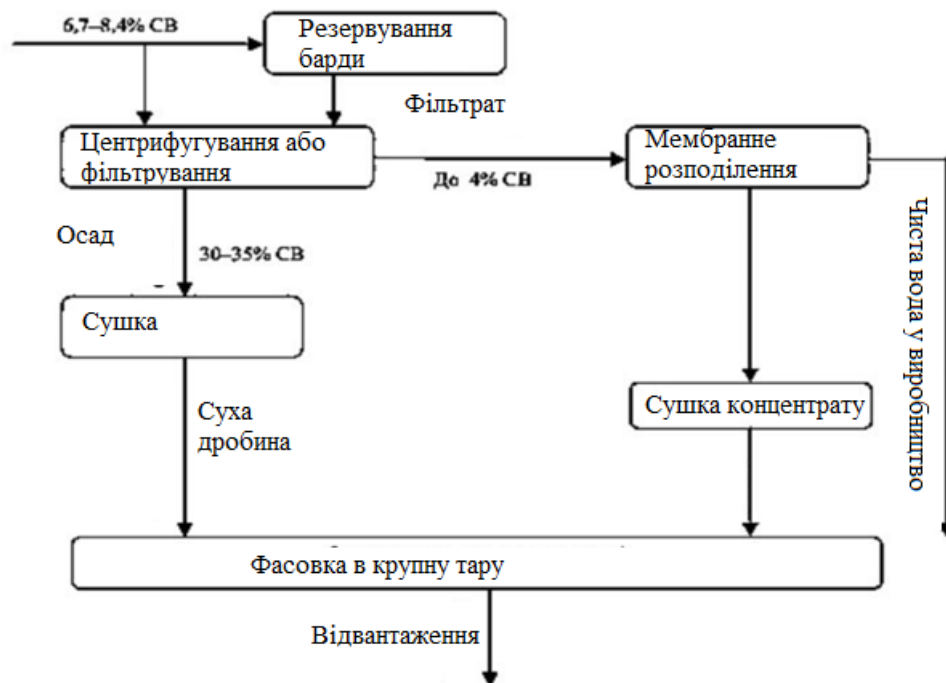 6,7–8,4% СВ
Резервування
барди
Фільтрат
Центрифугування або
фільтрування
До 4% СВ
Мембранне
розподілення
Осад
30–35% СВ
Сушка
Чиста вода у виробництво
Сушка концентрату
Суха
дробина
Фасовка в крупну тару
Відвантаження